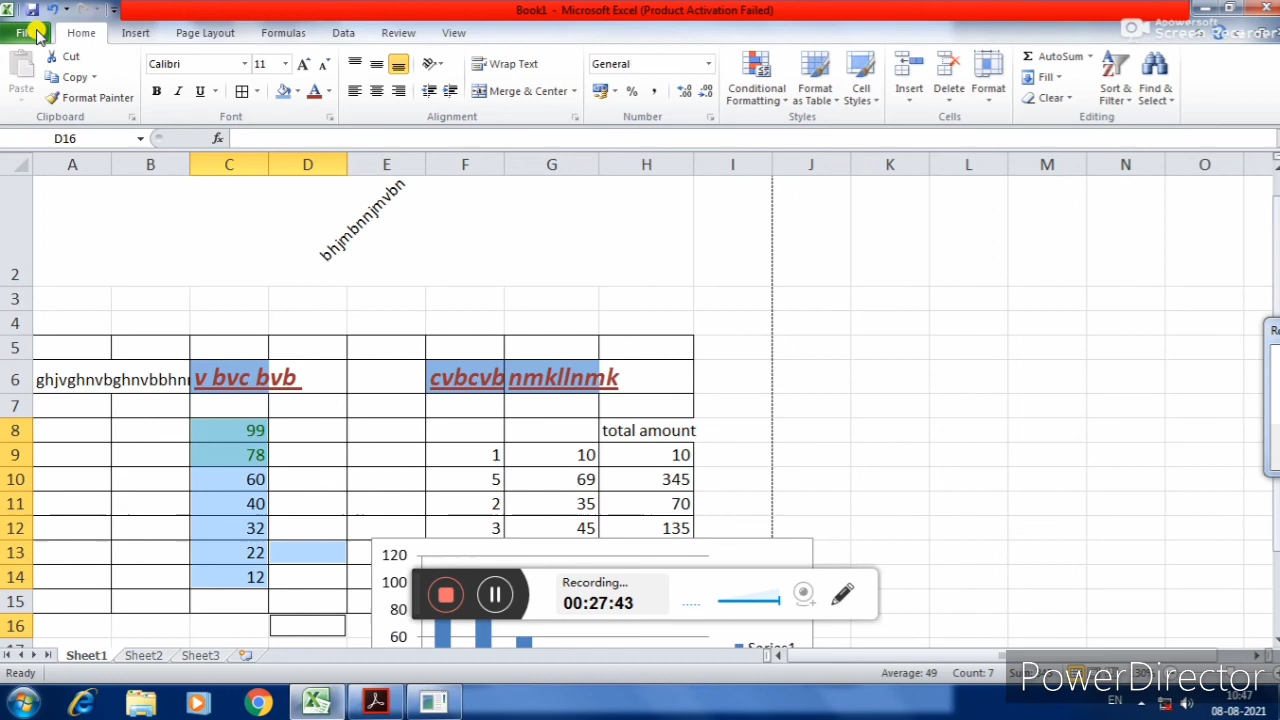 Book1 - Microsoft Excel (Product Activation Failed)
Home Insert Page Layout Formulas Data Review View
Apowersoft
Screen Recorder
Cut
Copy
Format Painter
Paste
Clipboard
Calibri 11
B I U
Font
Wrap Text
Merge & Center
Alignment
General
%
Number
Conditional Formatting
Format as Table
Cell Styles
Styles
Insert Delete Format
Cells
AutoSum
Fill
Clear
Sort & Filter
Find & Select
Editing
D16 fx
A B C D E F G H I J K L M N O
bhjmbnnjmvbn
2
3
4
5
6 v bvc bvb cvbcvb nmkllnmk
7
8 99 total amount
9 78 1 10 10
10 60 5 69 345
11 40 2 35 70
12 32 3 45 135
13 22
14 12
15
16
120
100
80
60
Recording...
00:27:43
Sheet1 Sheet2 Sheet3
Ready Average: 49 Count: 7
PowerDirector
EN
10:47
08-08-2021